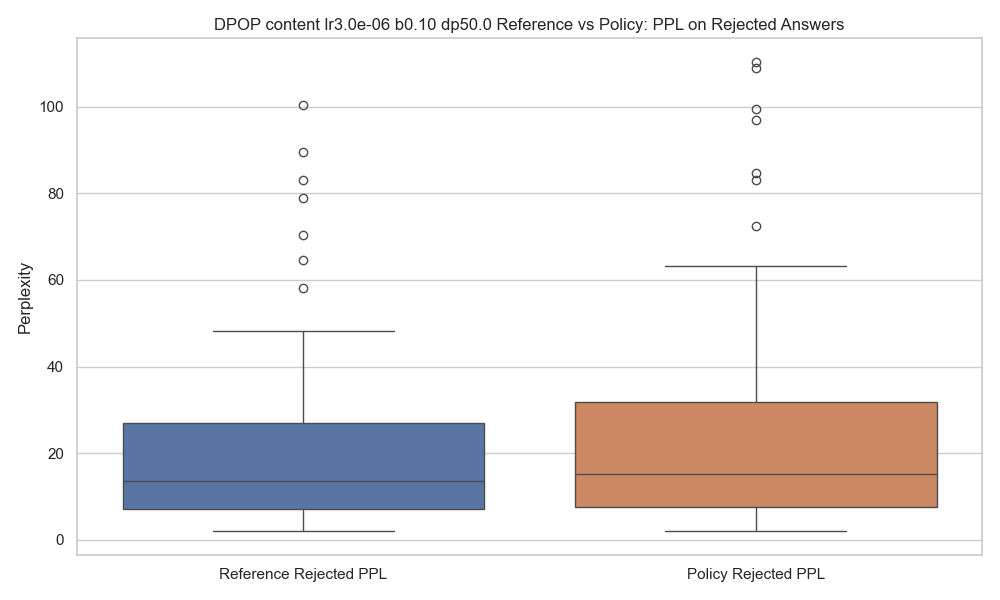 DPOP content lr3.0e-06 b0.10 dp50.0 Reference vs Policy: PPL on Rejected Answers
Perplexity
100
80
60
40
20
0
Reference Rejected PPL
Policy Rejected PPL